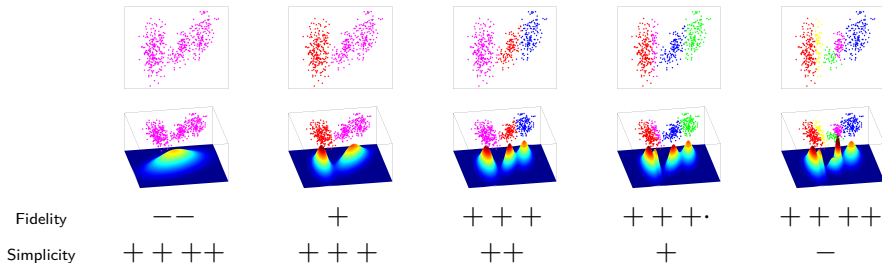 Fidelity −− + + + + + + +· + + ++
Simplicity + + ++ + + + ++ + −